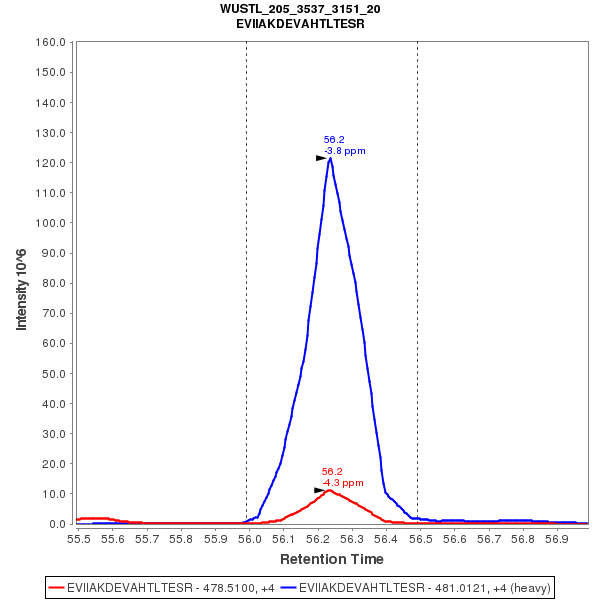 WUSTL_205_3537_3151_20
EVIIAKDEVAHTLTESR
160.0
150.0
140.0
130.0
120.0
110.0
100.0
90.0
80.0
70.0
60.0
50.0
40.0
30.0
20.0
10.0
0.0
Intensity 10^6
56.2
-3.8 ppm
56.2
-4.3 ppm
55.5 55.6 55.7 55.8 55.9 56.0 56.1 56.2 56.3 56.4 56.5 56.6 56.7 56.8 56.9
Retention Time
EVIIAKDEVAHTLTESR - 478.5100, +4 EVIIAKDEVAHTLTESR - 481.0121, +4 (heavy)